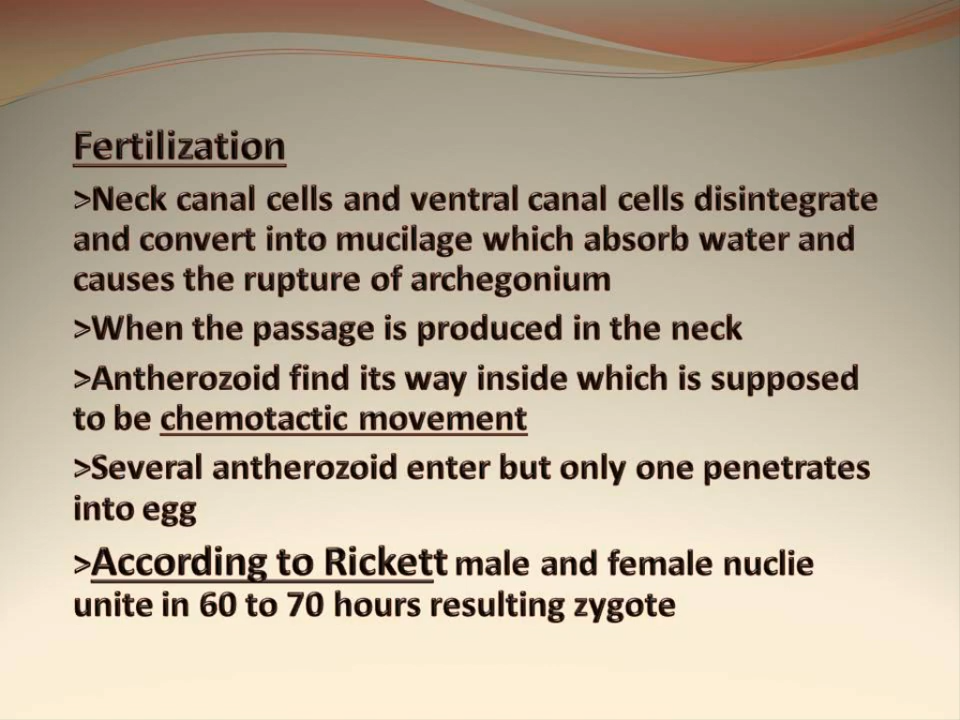 Fertilization
>Neck canal cells and ventral canal cells disintegrate
and convert into mucilage which absorb water and
causes the rupture of archegonium
>When the passage is produced in the neck
>Antherozoid find its way inside which is supposed
to be chemotactic movement
>Several antherozoid enter but only one penetrates
into egg
>According to Rickett male and female nuclie
unite in 60 to 70 hours resulting zygote